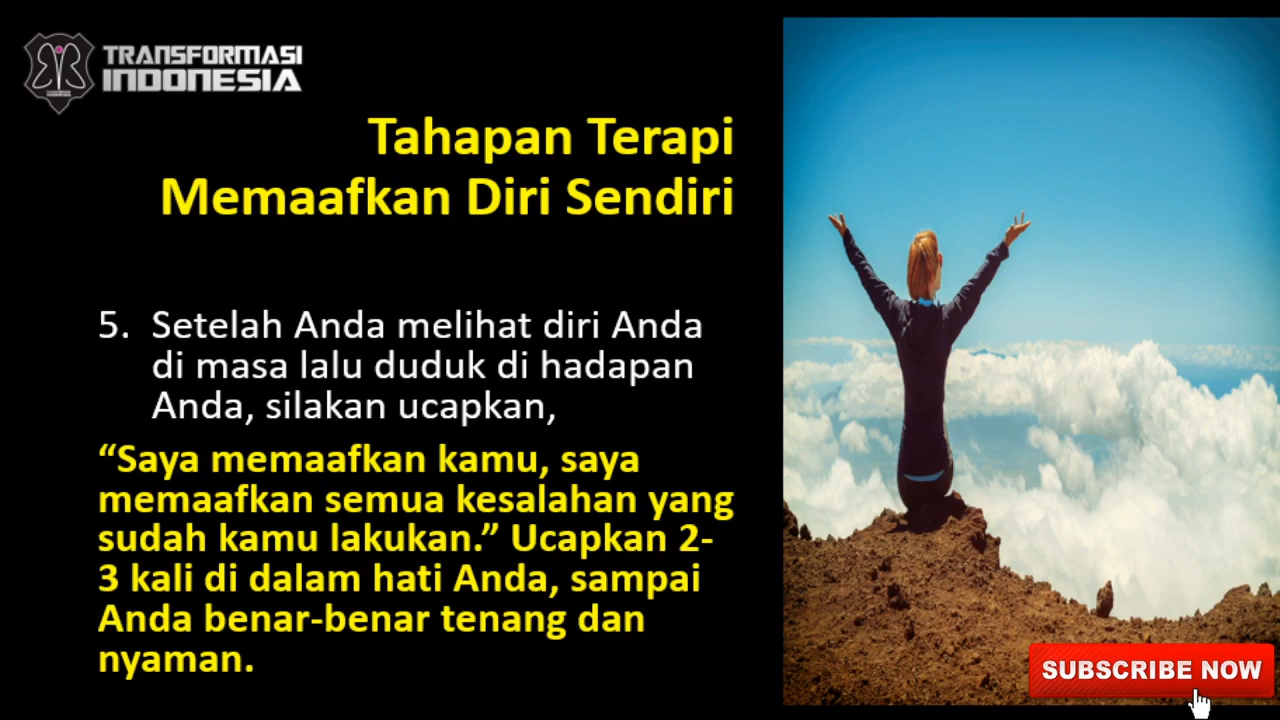 TRANSFORMASI
INDONESIA
Tahapan Terapi
Memaafkan Diri Sendiri
5. Setelah Anda melihat diri Anda
di masa lalu duduk di hadapan
Anda, silakan ucapkan,
“Saya memaafkan kamu, saya
memaafkan semua kesalahan yang
sudah kamu lakukan.” Ucapkan 2-
3 kali di dalam hati Anda, sampai
Anda benar-benar tenang dan
nyaman.
SUBSCRIBE NOW